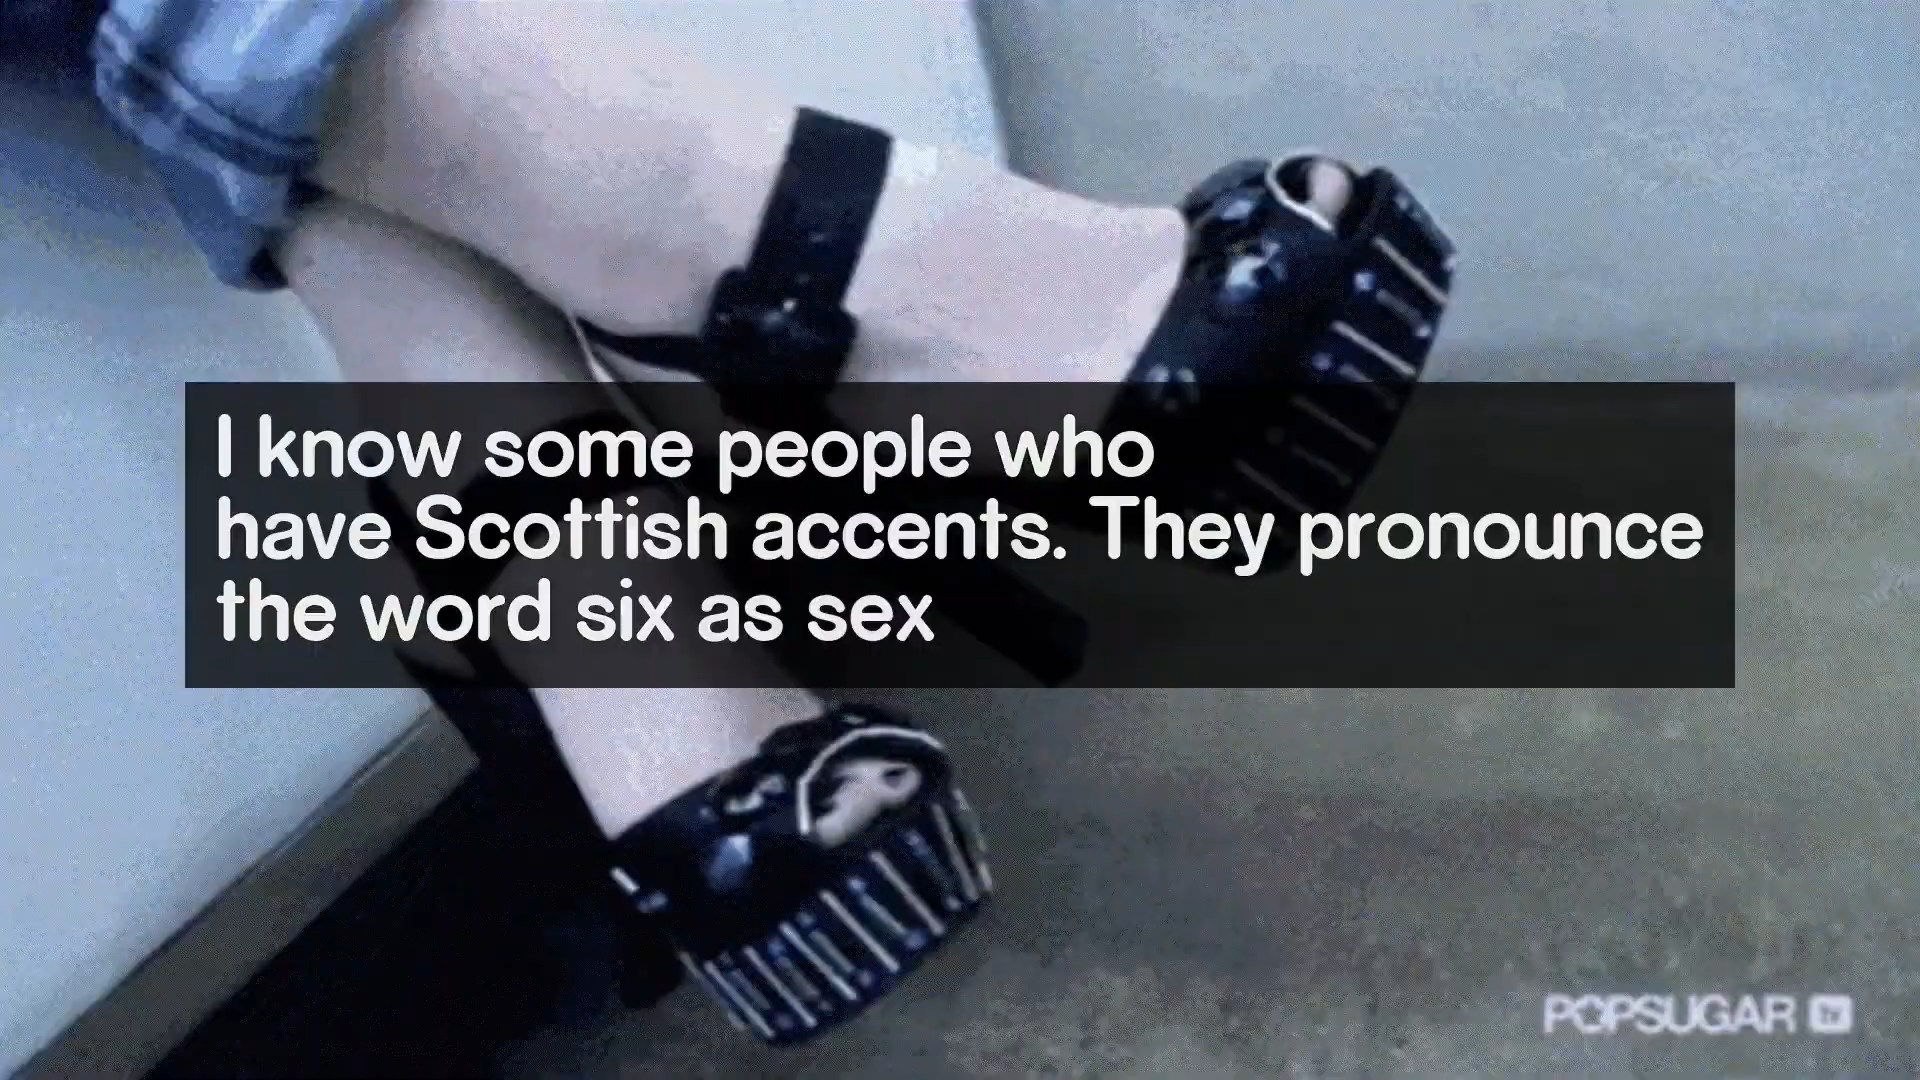 I know some people who
have Scottish accents. They pronounce
the word six as sex
POPSUGAR tv